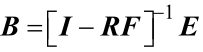 B = [I − RF]⁻¹ E